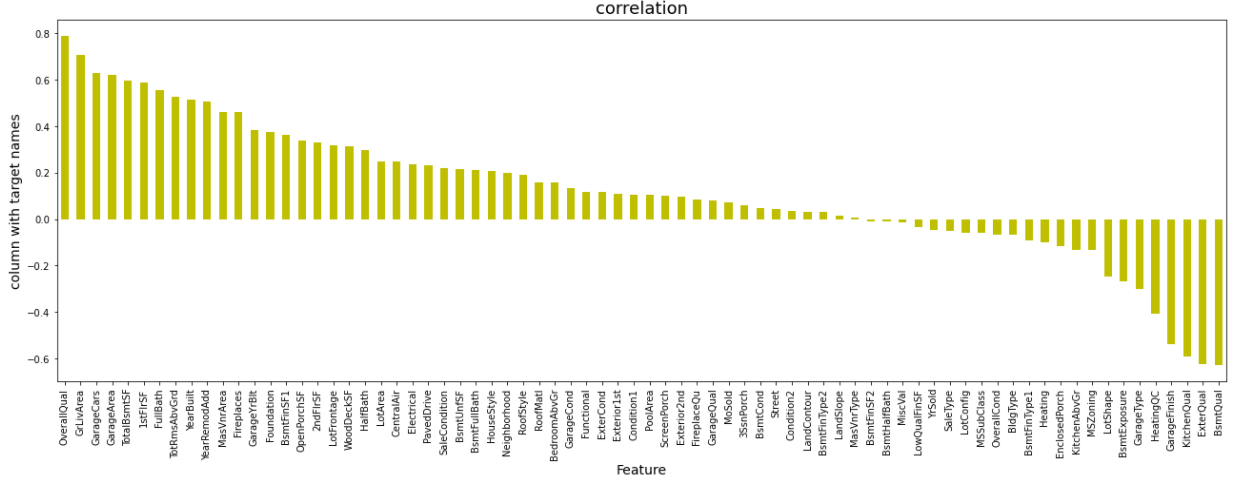 correlation
column with target names
0.8
0.6
0.4
0.2
0.0
−0.2
−0.4
−0.6
OverallQual
GrLivArea
GarageCars
GarageArea
TotalBsmtSF
1stFlrSF
FullBath
TotRmsAbvGrd
YearBuilt
YearRemodAdd
MasVnrArea
Fireplaces
GarageYrBlt
Foundation
BsmtFinSF1
OpenPorchSF
2ndFlrSF
LotFrontage
WoodDeckSF
HalfBath
LotArea
CentralAir
Electrical
PavedDrive
SaleCondition
BsmtUnfSF
BsmtFullBath
HouseStyle
Neighborhood
RoofStyle
RoofMatl
BedroomAbvGr
GarageCond
Functional
ExterCond
Exterior1st
Condition1
PoolArea
ScreenPorch
Exterior2nd
FireplaceQu
GarageQual
MoSold
3SsnPorch
BsmtCond
Street
Condition2
LandContour
BsmtFinType2
LandSlope
MasVnrType
BsmtFinSF2
BsmtHalfBath
MiscVal
LowQualFinSF
YrSold
SaleType
LotConfig
MSSubClass
OverallCond
BldgType
BsmtFinType1
Heating
EnclosedPorch
KitchenAbvGr
MSZoning
LotShape
BsmtExposure
GarageType
HeatingQC
GarageFinish
KitchenQual
ExterQual
BsmtQual
Feature